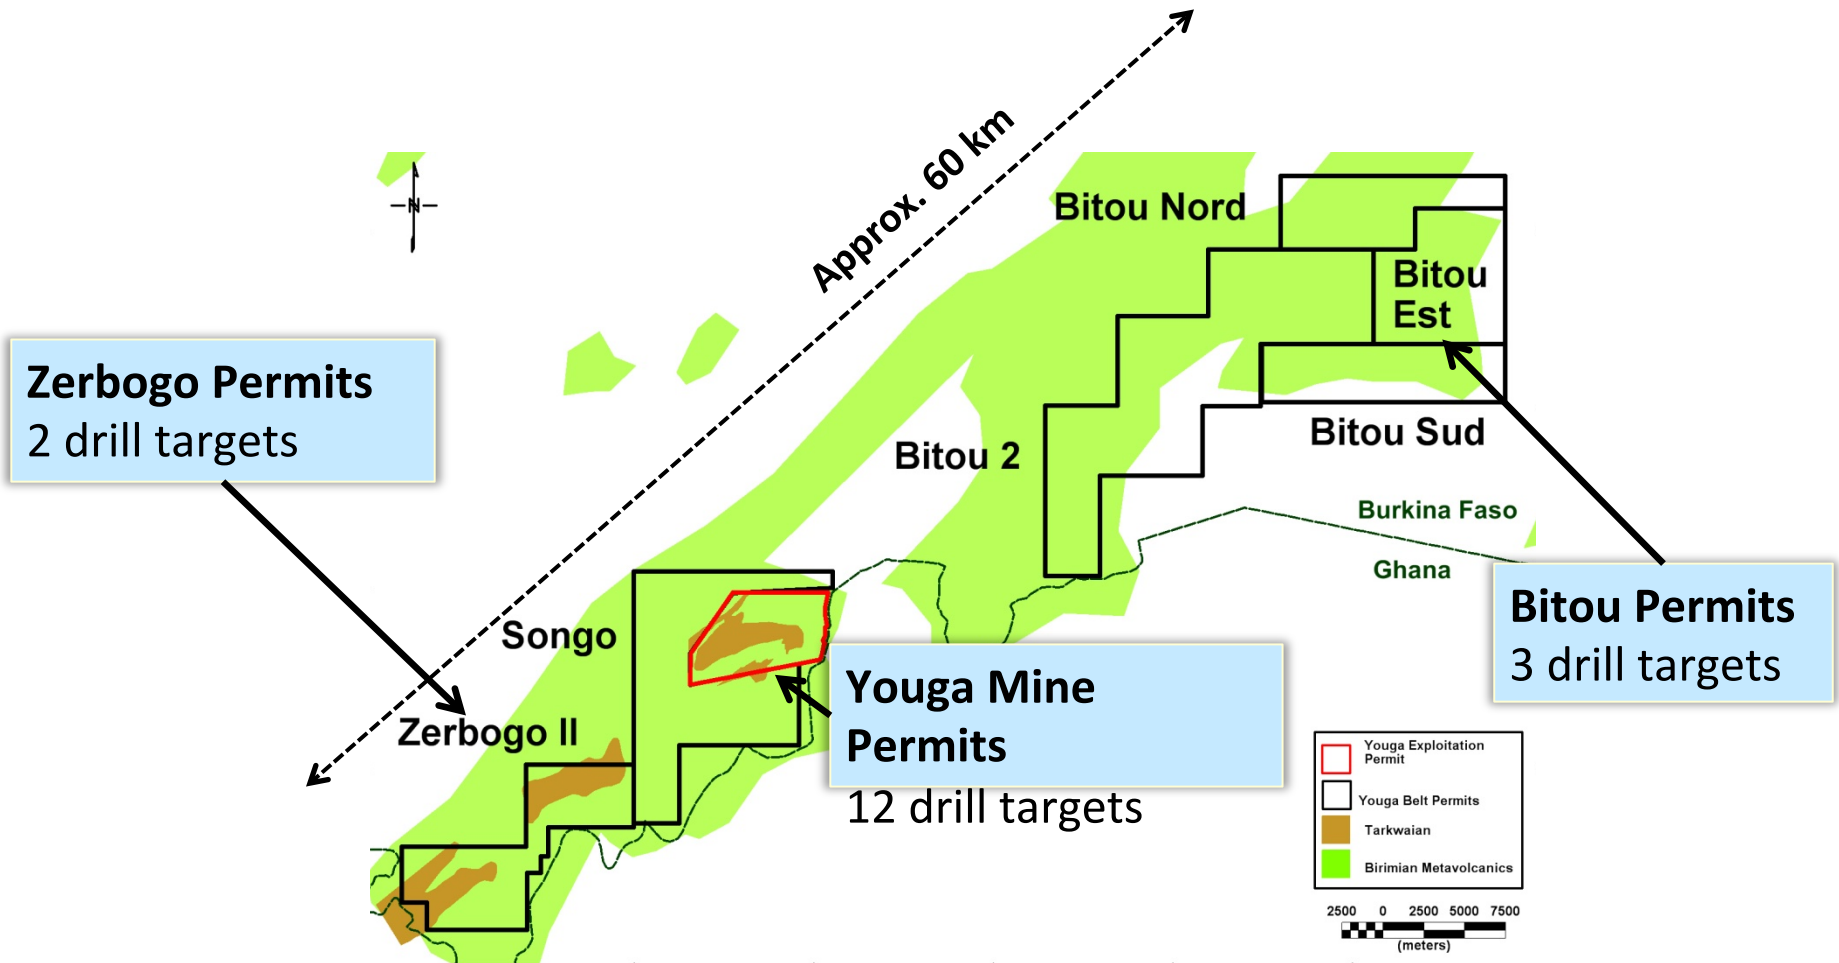 Approx. 60 km
N
Bitou Nord
Bitou
Est
Zerbogo Permits
2 drill targets
Bitou 2
Bitou Sud
Burkina Faso
Ghana
Songo
Bitou Permits
3 drill targets
Youga Mine
Permits
12 drill targets
Zerbogo II
Youga Exploitation
Permit
Youga Belt Permits
Tarkwaian
Birimian Metavolcanics
2500 0 2500 5000 7500
(meters)